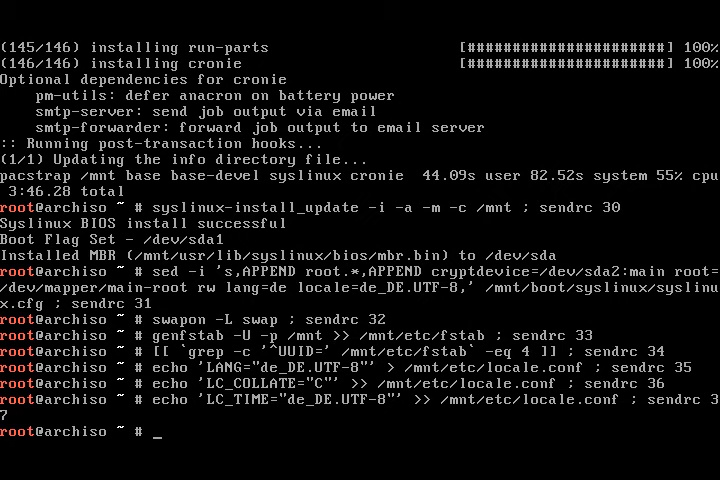 (145/146) installing run-parts [######################] 100%
(146/146) installing cronie [######################] 100%
Optional dependencies for cronie
pm-utils: defer anacron on battery power
smtp-server: send job output via email
smtp-forwarder: forward job output to email server
:: Running post-transaction hooks...
(1/1) Updating the info directory file...
pacstrap /mnt base base-devel syslinux cronie 44.09s user 82.52s system 55% cpu
3:46.28 total
root@archiso ~ # syslinux-install_update -i -a -m -c /mnt ; sendrc 30
Syslinux BIOS install successful
Boot Flag Set - /dev/sda1
Installed MBR (/mnt/usr/lib/syslinux/bios/mbr.bin) to /dev/sda
root@archiso ~ # sed -i 's,APPEND root.*,APPEND cryptdevice=/dev/sda2:main root=
/dev/mapper/main-root rw lang=de locale=de_DE.UTF-8,' /mnt/boot/syslinux/syslinu
x.cfg ; sendrc 31
root@archiso ~ # swapon -L swap ; sendrc 32
root@archiso ~ # genfstab -U -p /mnt >> /mnt/etc/fstab ; sendrc 33
root@archiso ~ # [[ `grep -c '^UUID=' /mnt/etc/fstab` -eq 4 ]] ; sendrc 34
root@archiso ~ # echo 'LANG="de_DE.UTF-8"' > /mnt/etc/locale.conf ; sendrc 35
root@archiso ~ # echo 'LC_COLLATE="C"' >> /mnt/etc/locale.conf ; sendrc 36
root@archiso ~ # echo 'LC_TIME="de_DE.UTF-8"' >> /mnt/etc/locale.conf ; sendrc 3
7
root@archiso ~ # _